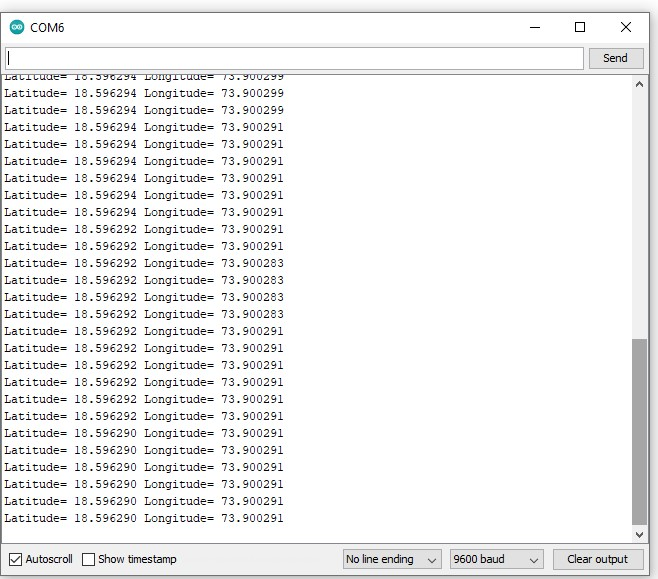 COM6
Send
Latitude= 18.596294 Longitude= 73.900299
Latitude= 18.596294 Longitude= 73.900299
Latitude= 18.596294 Longitude= 73.900299
Latitude= 18.596294 Longitude= 73.900291
Latitude= 18.596294 Longitude= 73.900291
Latitude= 18.596294 Longitude= 73.900291
Latitude= 18.596294 Longitude= 73.900291
Latitude= 18.596294 Longitude= 73.900291
Latitude= 18.596294 Longitude= 73.900291
Latitude= 18.596292 Longitude= 73.900291
Latitude= 18.596292 Longitude= 73.900291
Latitude= 18.596292 Longitude= 73.900283
Latitude= 18.596292 Longitude= 73.900283
Latitude= 18.596292 Longitude= 73.900283
Latitude= 18.596292 Longitude= 73.900283
Latitude= 18.596292 Longitude= 73.900291
Latitude= 18.596292 Longitude= 73.900291
Latitude= 18.596292 Longitude= 73.900291
Latitude= 18.596292 Longitude= 73.900291
Latitude= 18.596292 Longitude= 73.900291
Latitude= 18.596292 Longitude= 73.900291
Latitude= 18.596290 Longitude= 73.900291
Latitude= 18.596290 Longitude= 73.900291
Latitude= 18.596290 Longitude= 73.900291
Latitude= 18.596290 Longitude= 73.900291
Latitude= 18.596290 Longitude= 73.900291
Latitude= 18.596290 Longitude= 73.900291
Autoscroll Show timestamp No line ending 9600 baud Clear output